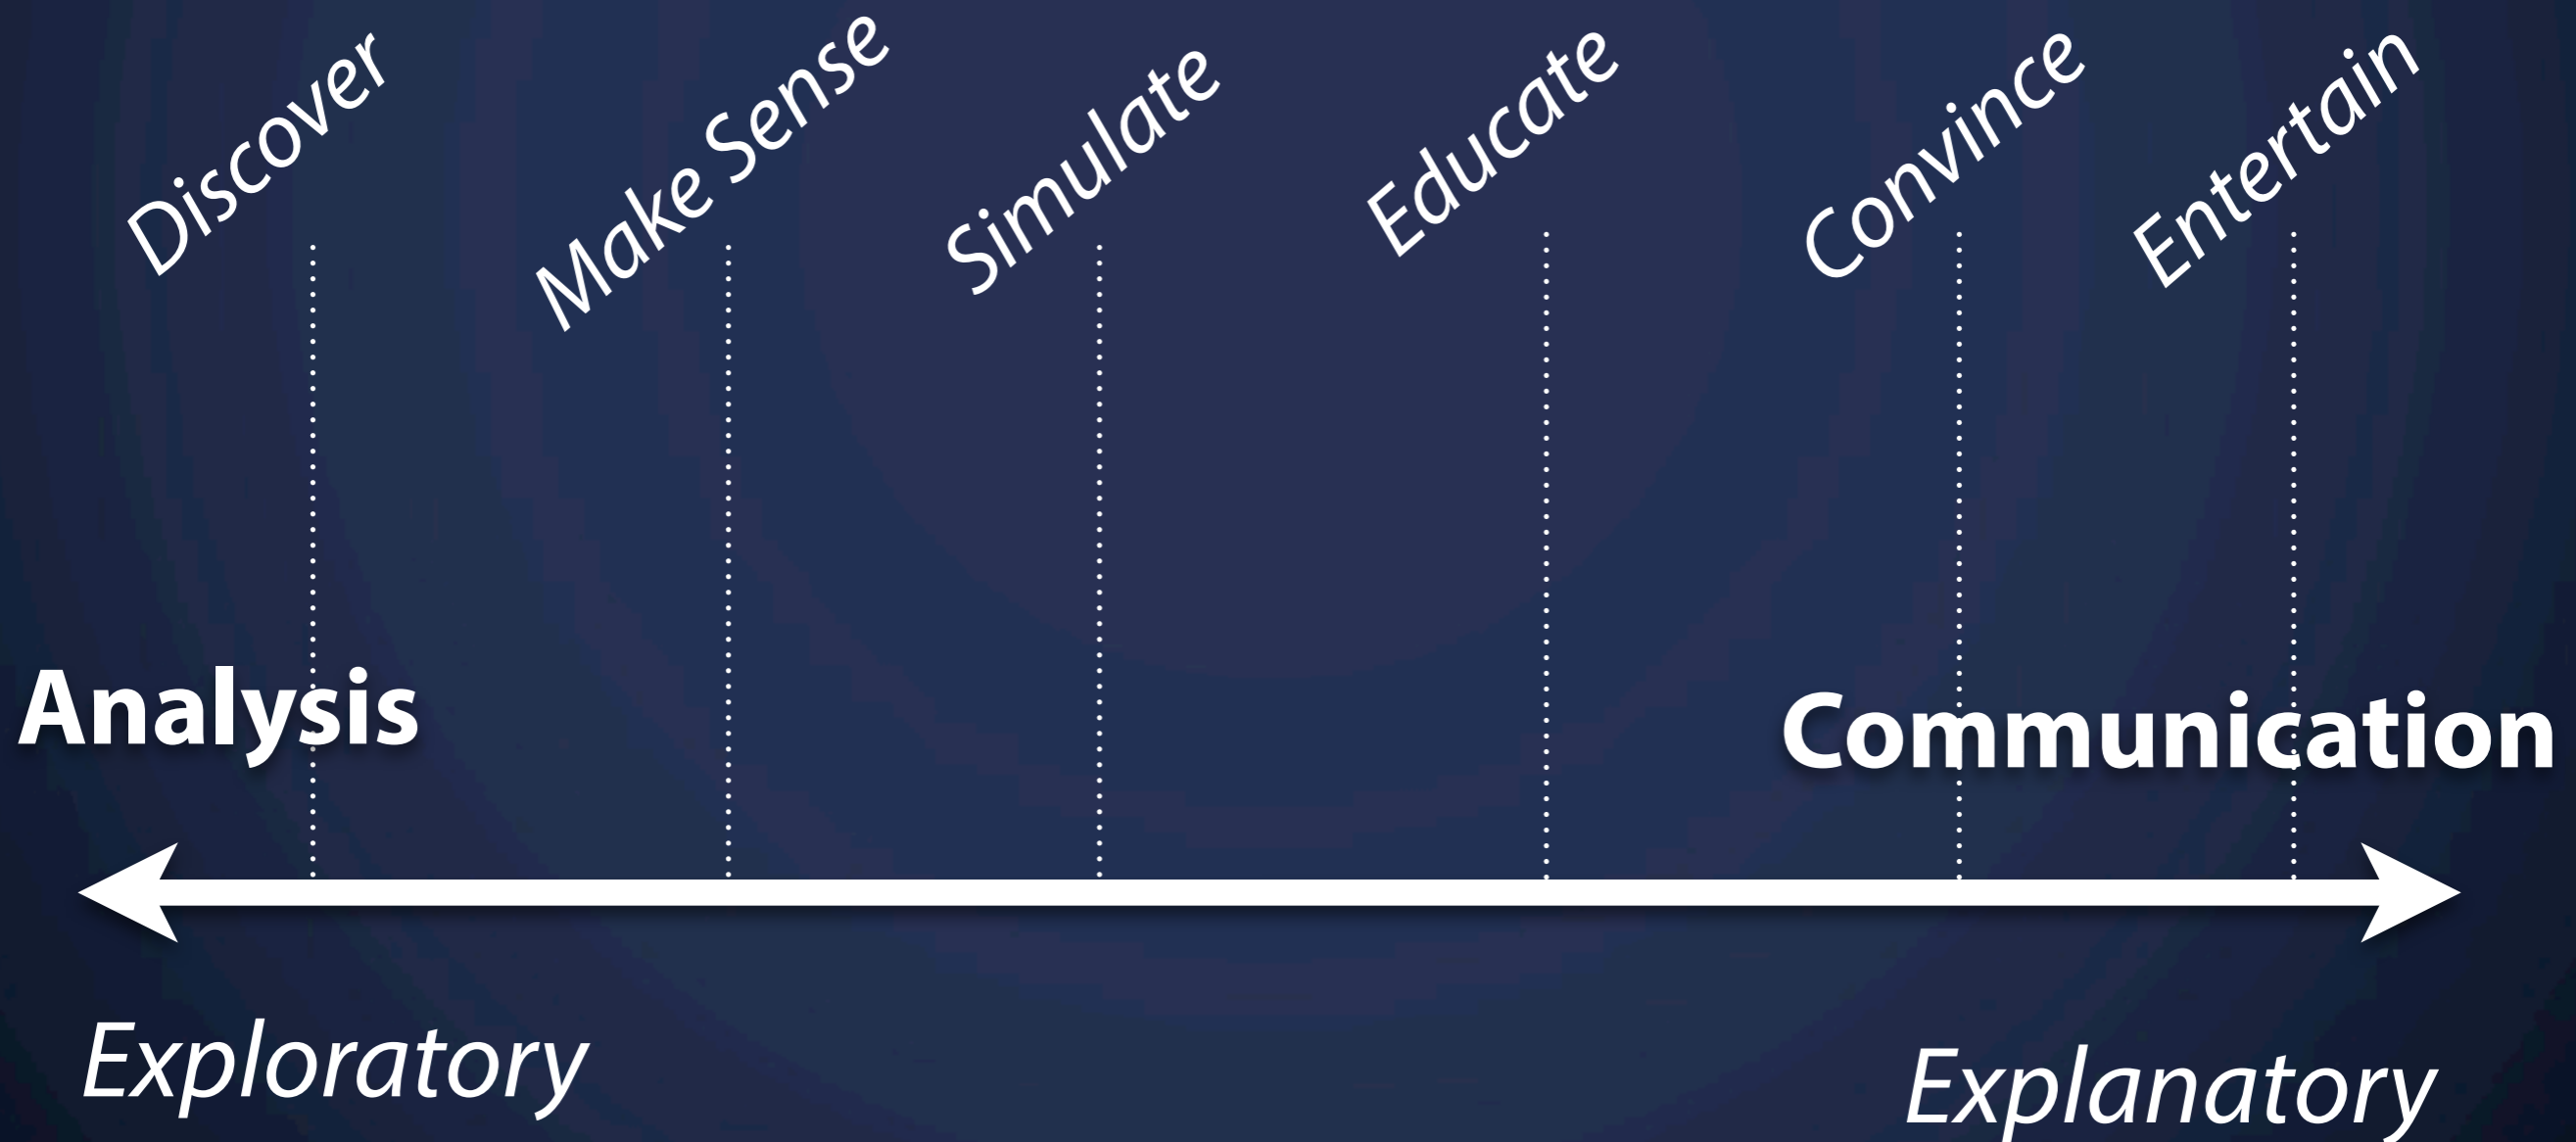 Discover
Make Sense
Simulate
Educate
Convince
Entertain
Analysis
Communication
Exploratory
Explanatory